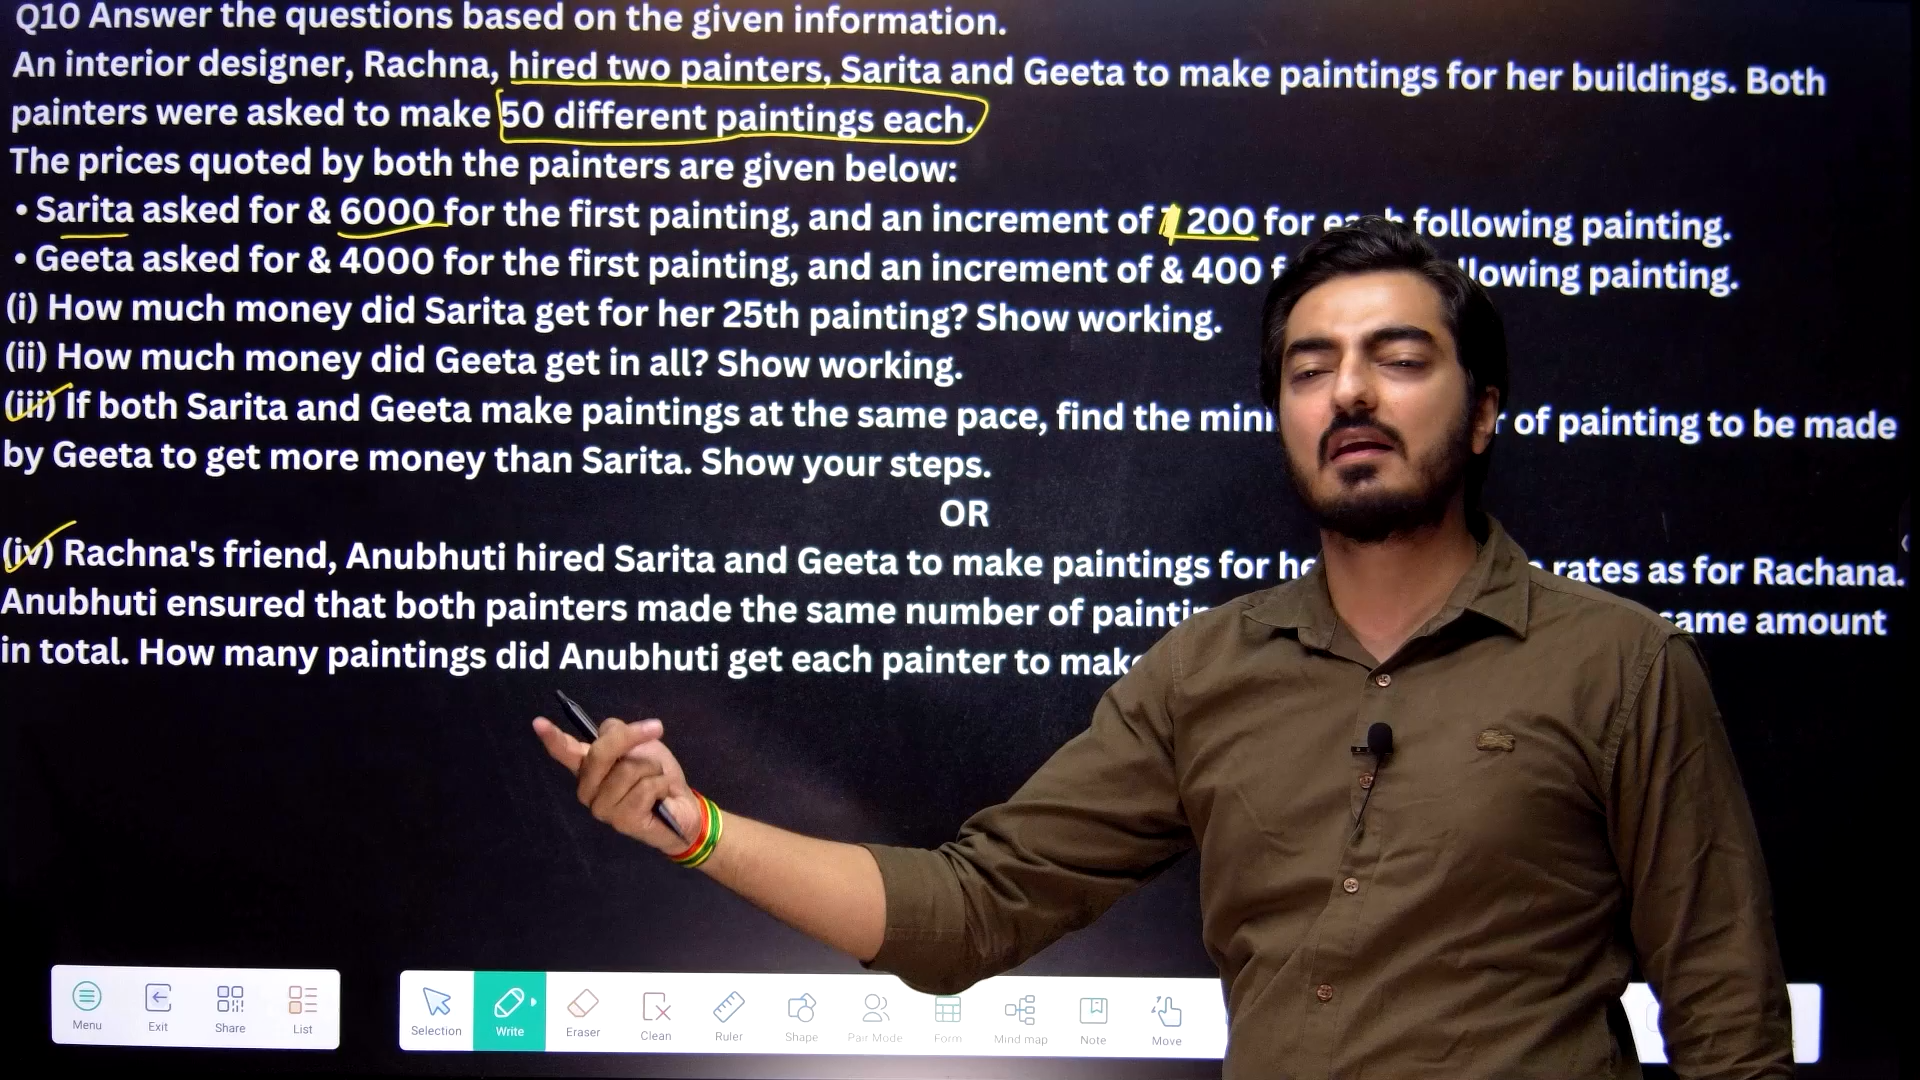 Q10 Answer the questions based on the given information.
An interior designer, Rachna, hired two painters, Sarita and Geeta to make paintings for her buildings. Both
painters were asked to make 50 different paintings each.
The prices quoted by both the painters are given below:
• Sarita asked for & 6000 for the first painting, and an increment of 200 for each following painting.
• Geeta asked for & 4000 for the first painting, and an increment of & 400 following painting.
(i) How much money did Sarita get for her 25th painting? Show working.
(ii) How much money did Geeta get in all? Show working.
(iii) If both Sarita and Geeta make paintings at the same pace, find the of painting to be made
by Geeta to get more money than Sarita. Show your steps.
OR
(iv) Rachna's friend, Anubhuti hired Sarita and Geeta to make paintings for rates as for Rachana.
Anubhuti ensured that both painters made the same number of same amount
in total. How many paintings did Anubhuti get each painter to make
Menu Exit Share List Selection Write Eraser Clean Ruler Shape Pair Mode Form Mind map Note Move